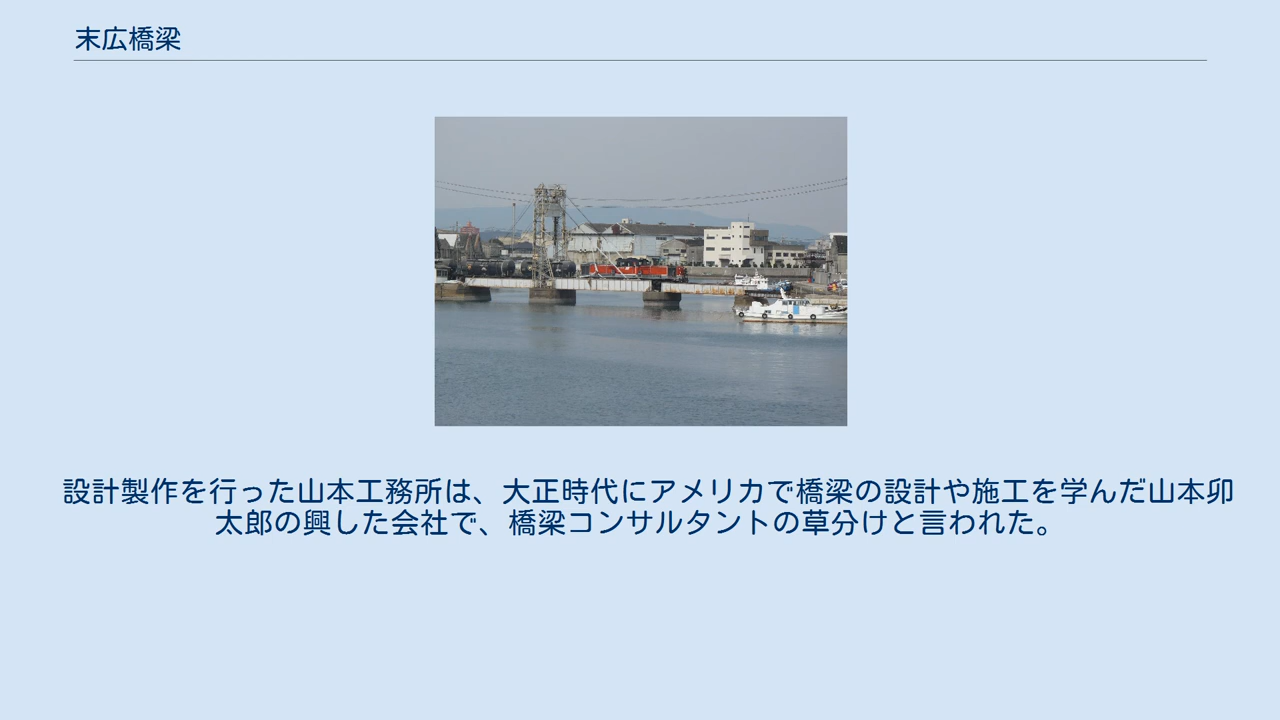 末広橋梁
設計製作を行った山本工務所は、大正時代にアメリカで橋梁の設計や施工を学んだ山本卯
太郎の興した会社で、橋梁コンサルタントの草分けと言われた。